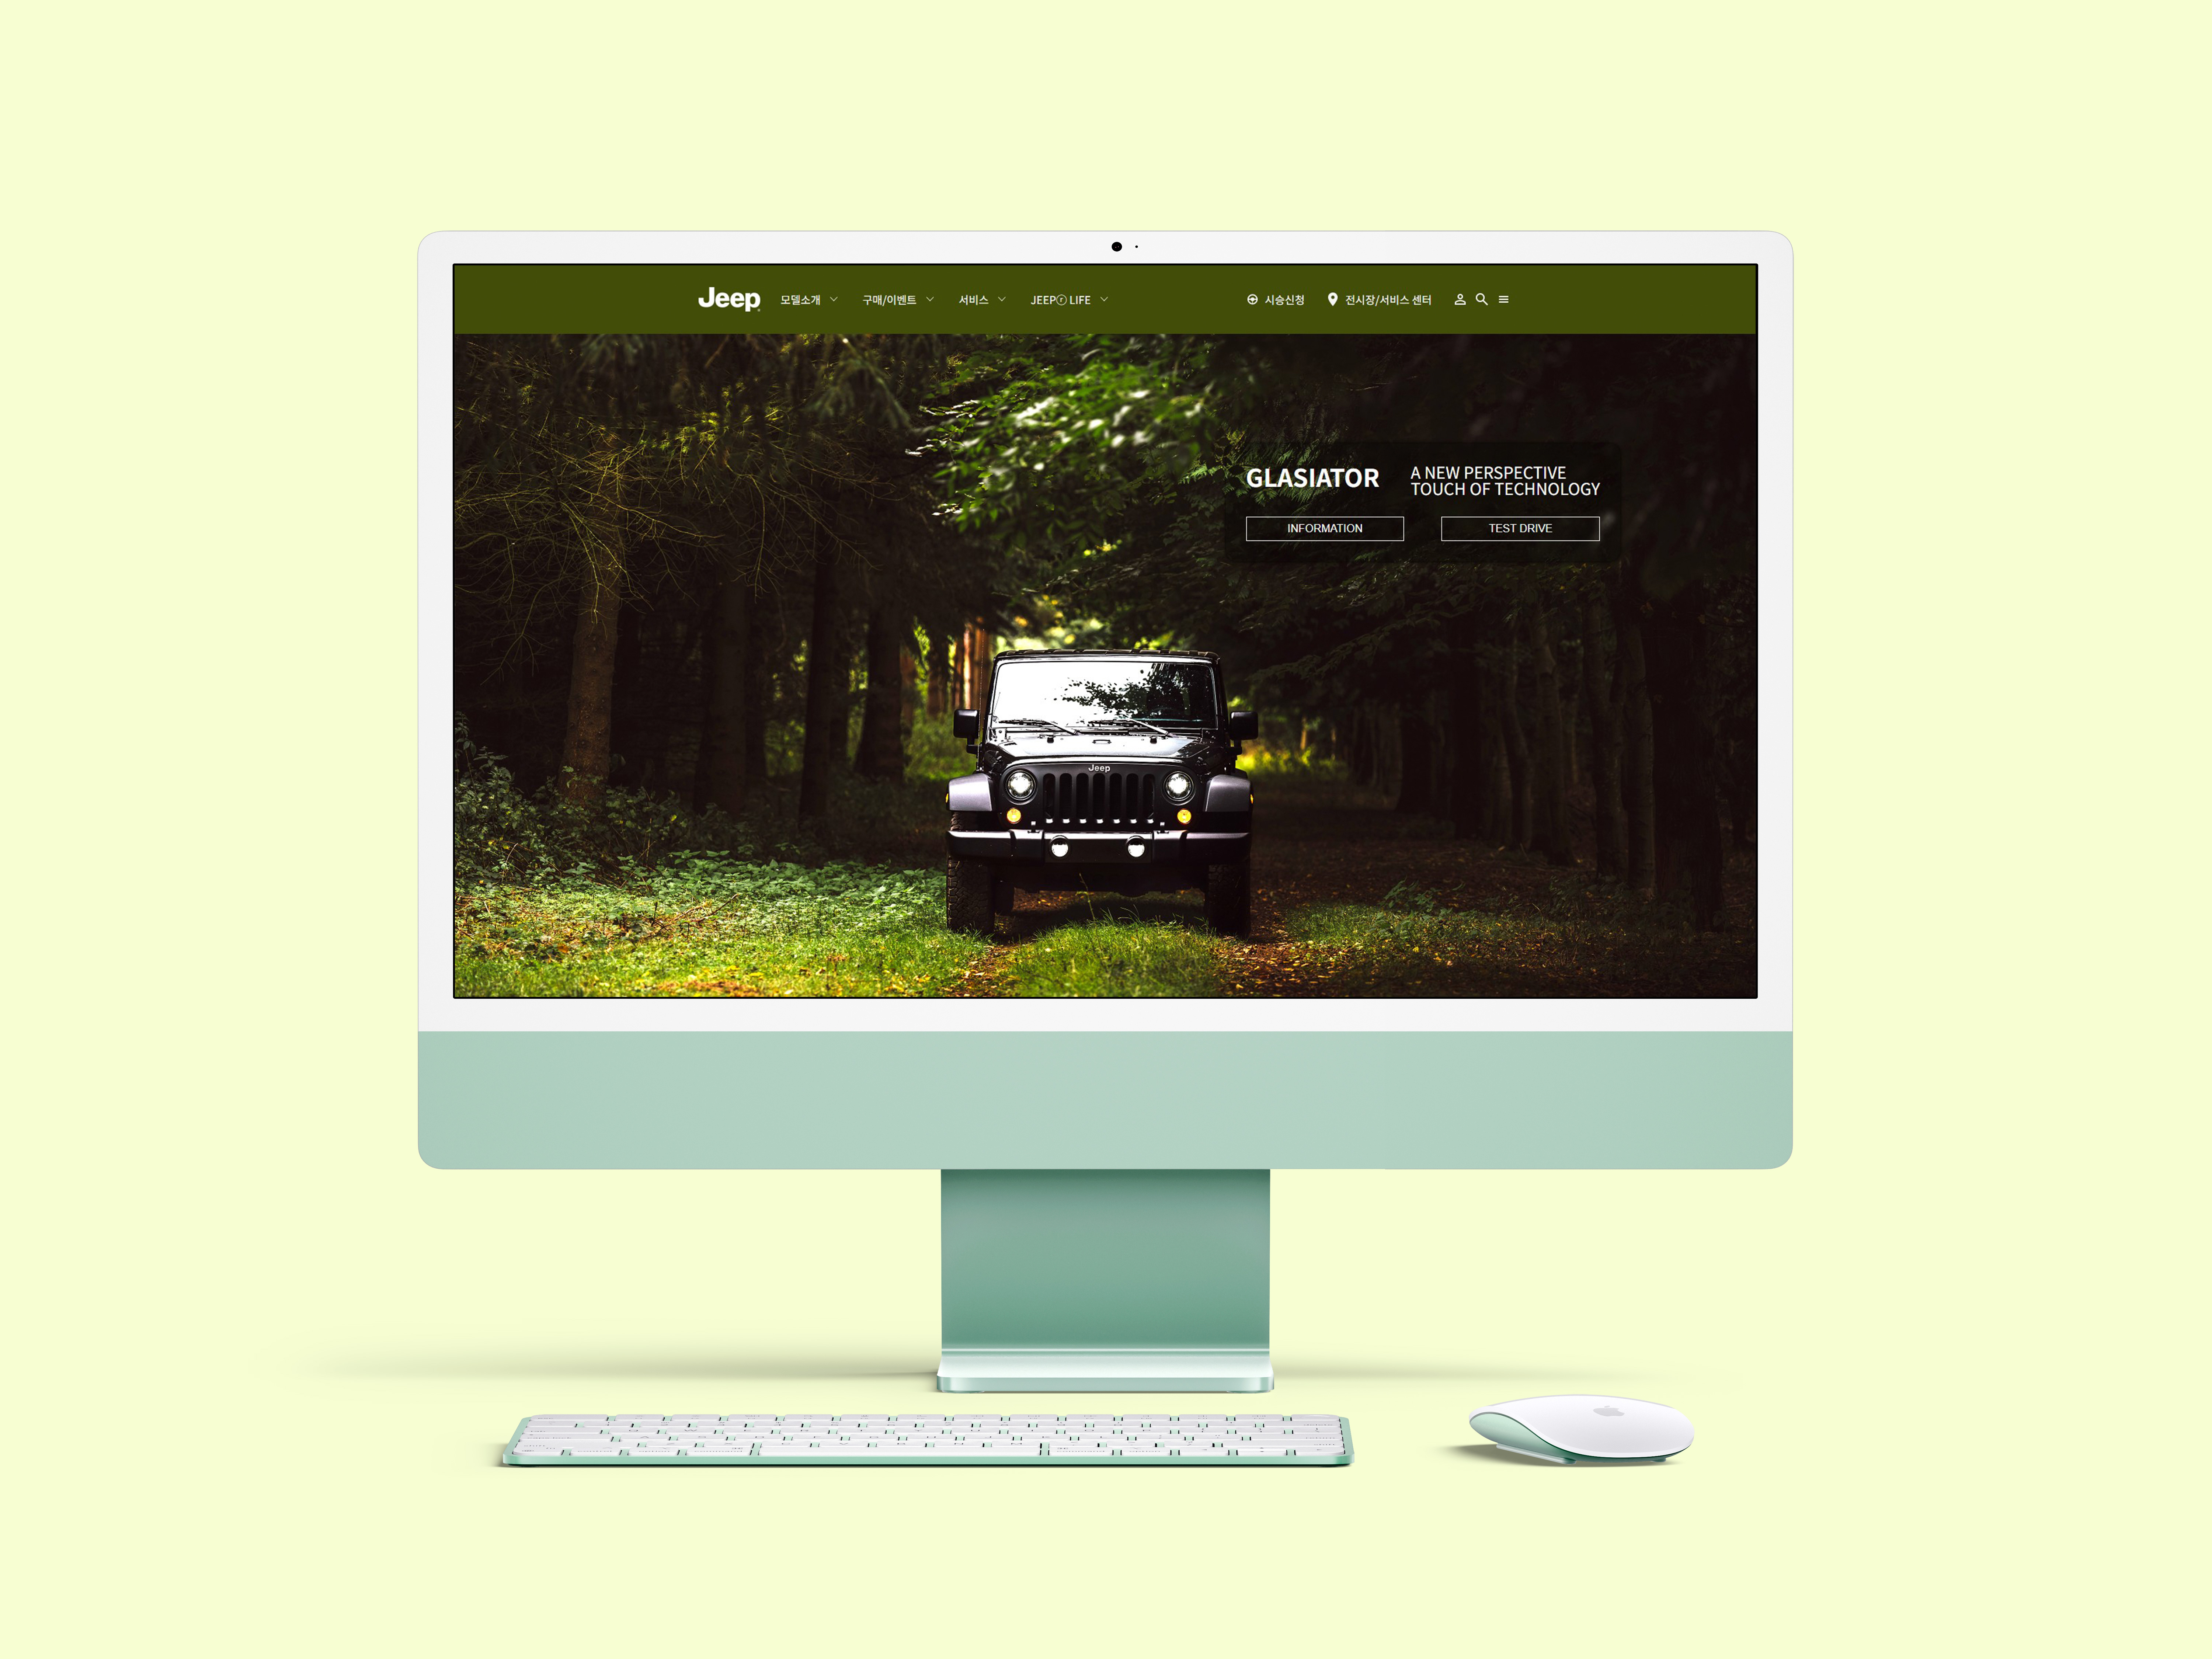 Jeep 모델소개 구매/이벤트 서비스 JEEPⓡ LIFE 시승신청 전시장/서비스 센터
GLASIATOR
A NEW PERSPECTIVE
TOUCH OF TECHNOLOGY
INFORMATION TEST DRIVE
Jeep